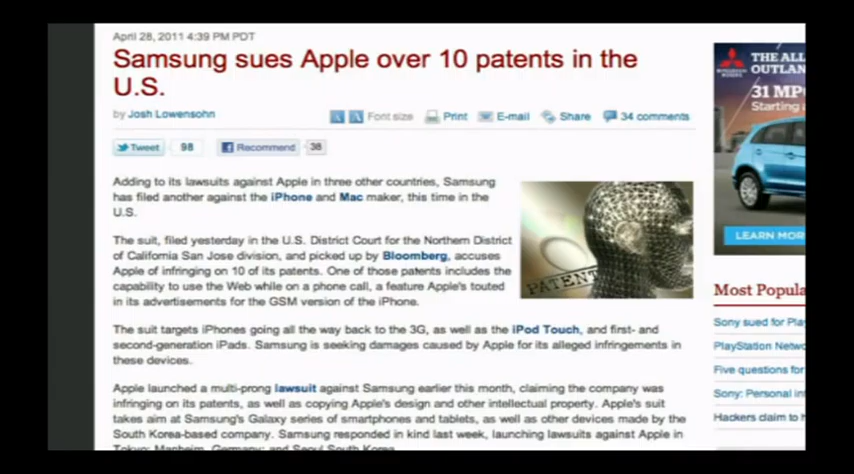 April 28, 2011 4:39 PM PDT
Samsung sues Apple over 10 patents in the
U.S.
by Josh Lowensohn
A A Font size Print E-mail Share 34 comments
Tweet 98 Recommend 38
Adding to its lawsuits against Apple in three other countries, Samsung
has filed another against the iPhone and Mac maker, this time in the
U.S.
The suit, filed yesterday in the U.S. District Court for the Northern District
of California San Jose division, and picked up by Bloomberg, accuses
Apple of infringing on 10 of its patents. One of those patents includes the
capability to use the Web while on a phone call, a feature Apple's touted
in its advertisements for the GSM version of the iPhone.
The suit targets iPhones going all the way back to the 3G, as well as the iPod Touch, and first- and
second-generation iPads. Samsung is seeking damages caused by Apple for its alleged infringements in
these devices.
Apple launched a multi-prong lawsuit against Samsung earlier this month, claiming the company was
infringing on its patents, as well as copying Apple's design and other intellectual property. Apple's suit
takes aim at Samsung's Galaxy series of smartphones and tablets, as well as other devices made by the
South Korea-based company. Samsung responded in kind last week, launching lawsuits against Apple in
Tokyo; Manheim, Germany; and Seoul South Korea.
PATENT
THE ALL
OUTLAN
31 MP
Starting
LEARN MOR
Most Popula
Sony sued for Play
PlayStation Netwo
Five questions for
Sony: Personal in
Hackers claim to h